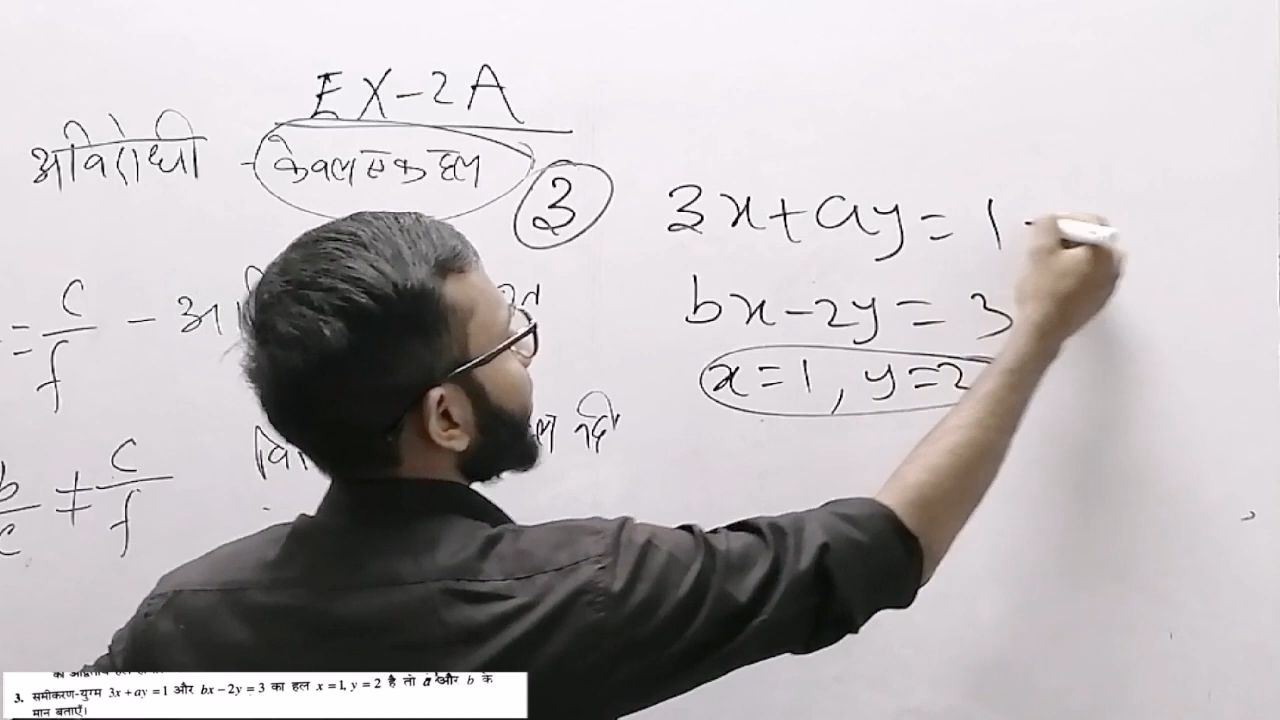 EX-2A
अविरोधी - केवल एक हल
= c/f - अ
b/e ≠ c/f
नहीं
3
3x + ay = 1 -
bx - 2y = 3
x = 1, y = 2
3. समीकरण-युग्म 3x + ay = 1 और bx - 2y = 3 का हल x = 1, y = 2 है तो a और b के
मान बताएँ।